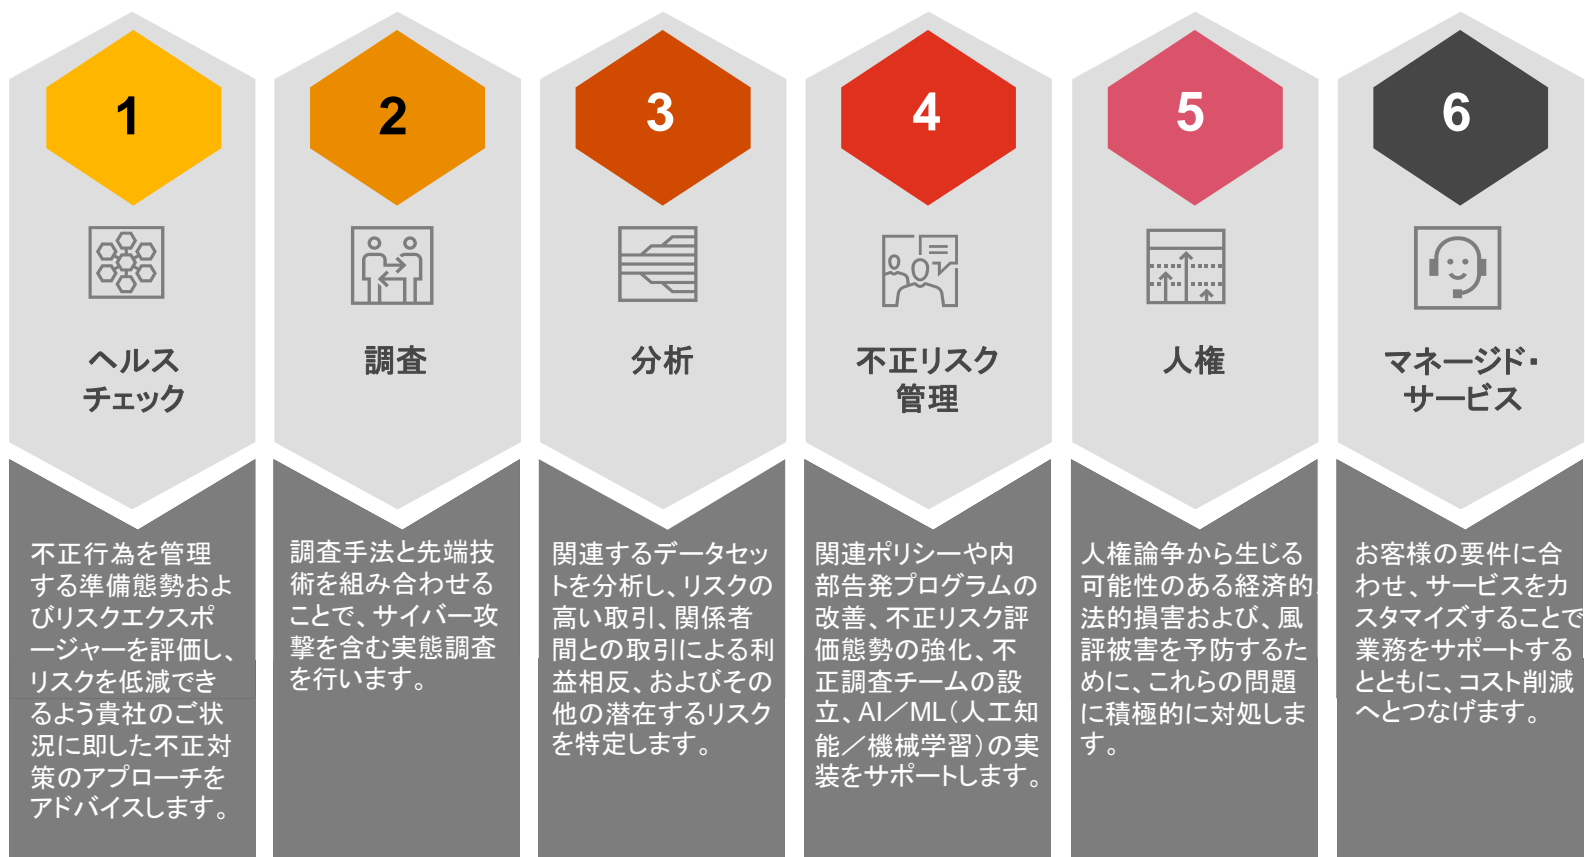 1
ヘルス
チェック
不正行為を管理
する準備態勢およ
びリスクエクスポ
ージャーを評価し、
リスクを低減でき
るよう貴社のご状
況に即した不正対
策のアプローチを
アドバイスします。
2
調査
調査手法と先端技
術を組み合わせる
ことで、サイバー攻
撃を含む実態調査
を行います。
3
分析
関連するデータセッ
トを分析し、リスクの
高い取引、関係者
間との取引による利
益相反、およびその
他の潜在するリスク
を特定します。
4
不正リスク
管理
関連ポリシーや内
部告発プログラムの
改善、不正リスク評
価態勢の強化、不
正調査チームの設
立、AI／ML（人工知
能／機械学習）の実
装をサポートします。
5
人権
人権論争から生じる
可能性のある経済的、
法的損害および、風
評被害を予防するた
めに、これらの問題
に積極的に対処しま
す。
6
マネージド・
サービス
お客様の要件に合
わせ、サービスをカ
スタマイズすることで
業務をサポートする
とともに、コスト削減
へとつなげます。